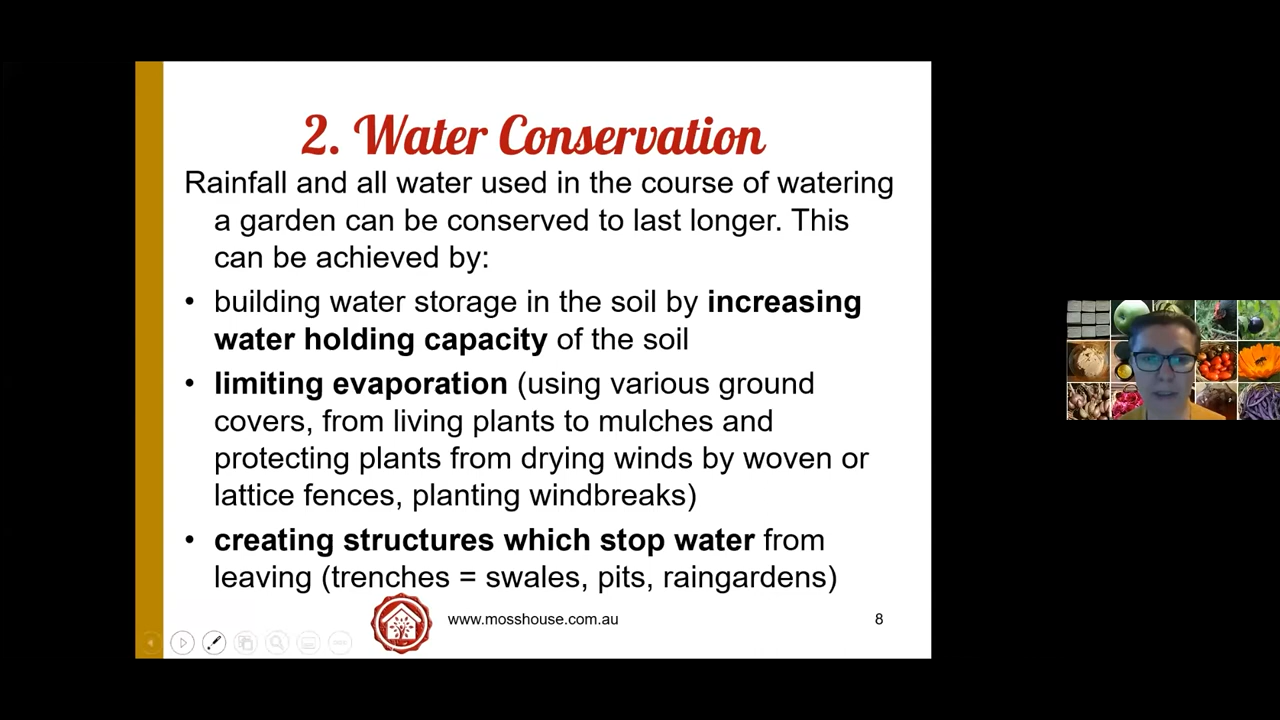 2. Water Conservation
Rainfall and all water used in the course of watering
a garden can be conserved to last longer. This
can be achieved by:
• building water storage in the soil by increasing
water holding capacity of the soil
• limiting evaporation (using various ground
covers, from living plants to mulches and
protecting plants from drying winds by woven or
lattice fences, planting windbreaks)
• creating structures which stop water from
leaving (trenches = swales, pits, raingardens)
www.mosshouse.com.au
8